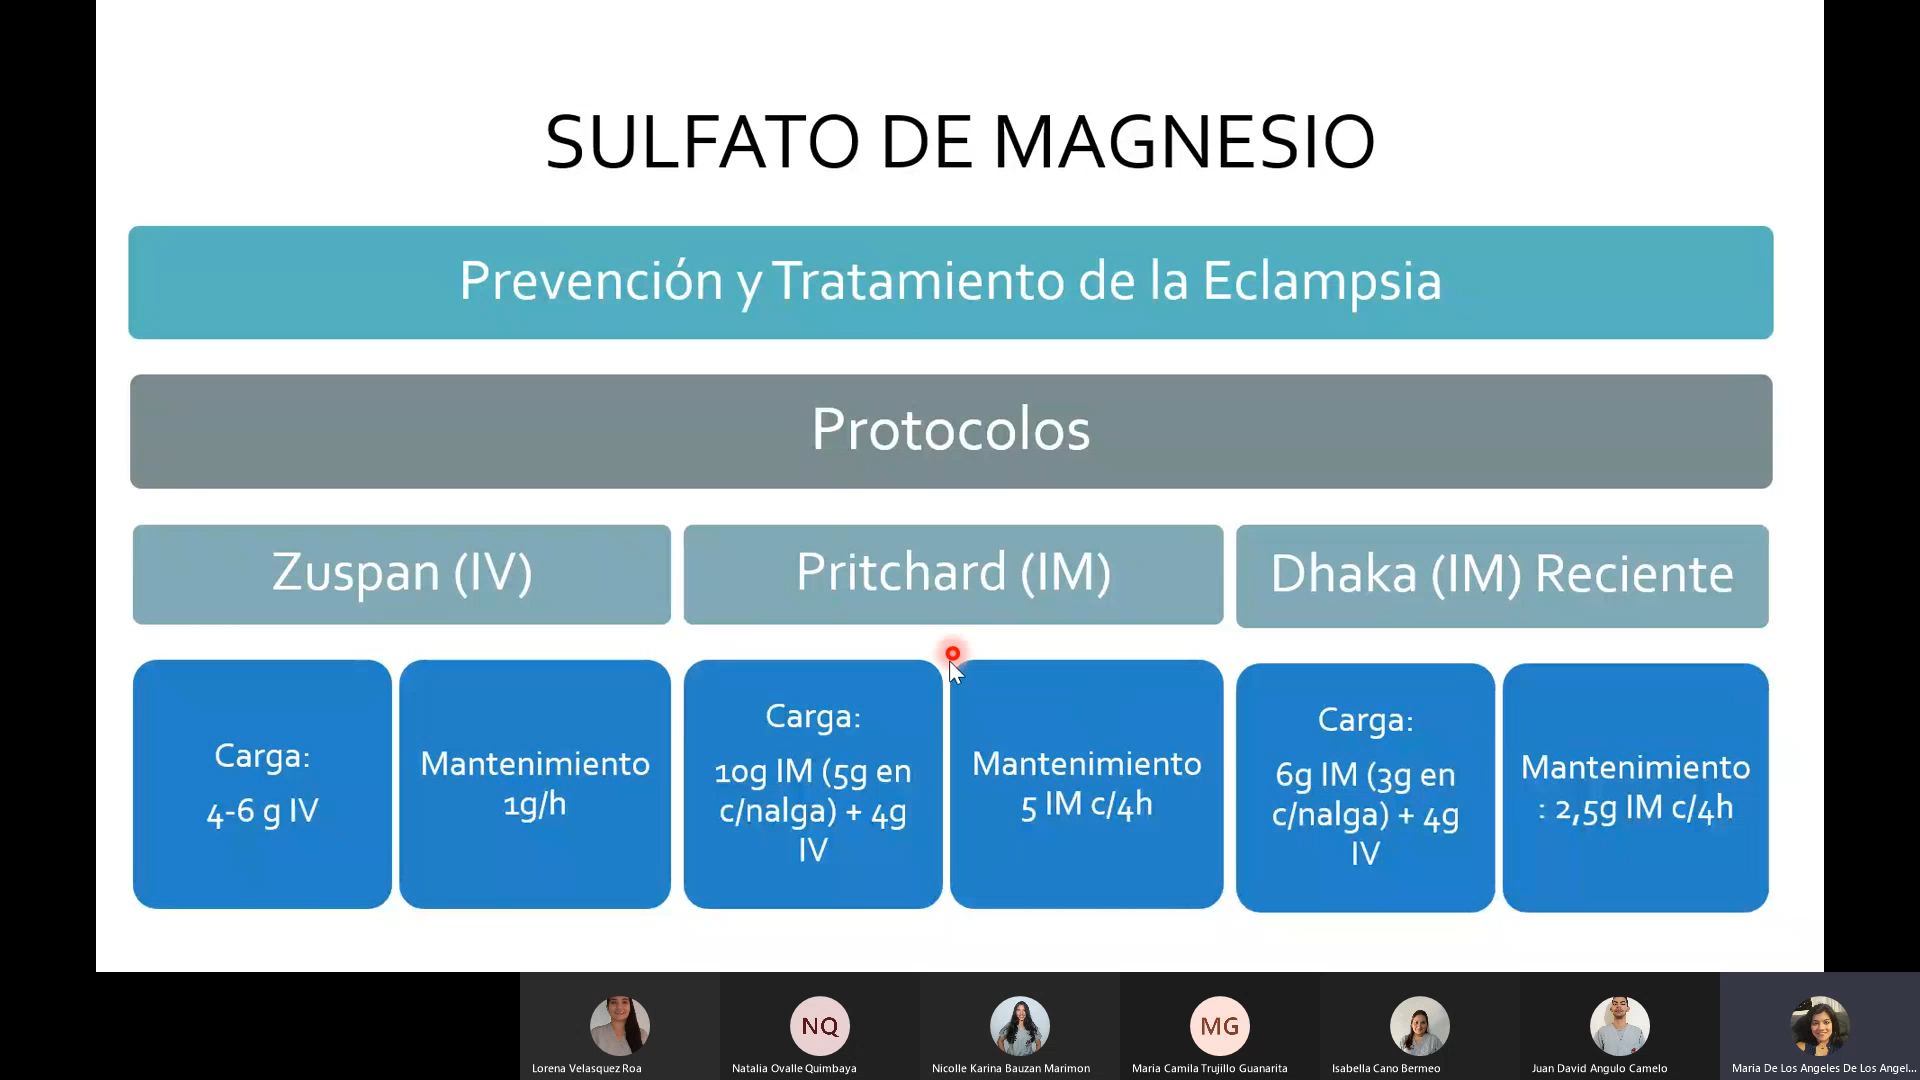 SULFATO DE MAGNESIO
Prevención y Tratamiento de la Eclampsia
Protocolos
Zuspan (IV)
Pritchard (IM)
Dhaka (IM) Reciente
Carga:
4-6 g IV
Mantenimiento
1g/h
Carga:
10g IM (5g en
c/nalga) + 4g
IV
Mantenimiento
5 IM c/4h
Carga:
6g IM (3g en
c/nalga) + 4g
IV
Mantenimiento
: 2,5g IM c/4h
NQ
MG
Lorena Velasquez Roa
Natalia Ovalle Quimbaya
Nicolle Karina Bauzan Marimon
Maria Camila Trujillo Guanarita
Isabella Cano Bermeo
Juan David Angulo Camelo
Maria De Los Angeles De Los Angel...